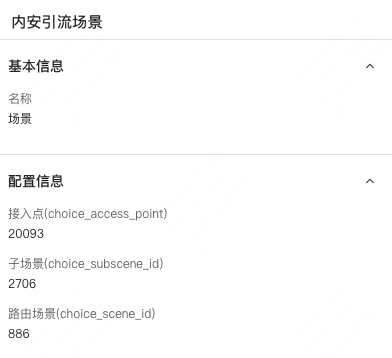 内安引流场景
基本信息
名称
场景
配置信息
接入点(choice_access_point)
20093
子场景(choice_subscene_id)
2706
路由场景(choice_scene_id)
886